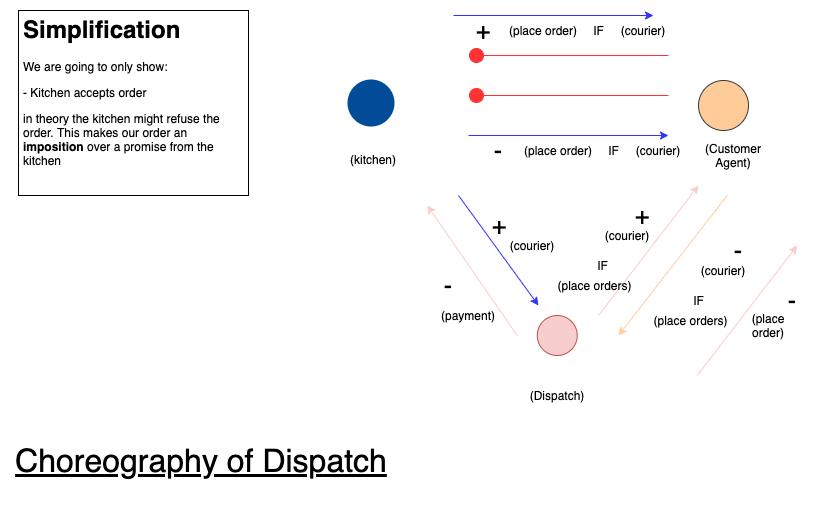 Simplification
We are going to only show:
- Kitchen accepts order
in theory the kitchen might refuse the
order. This makes our order an
imposition over a promise from the
kitchen
+ (place order) IF (courier)
- (place order) IF (courier)
(kitchen)
(Customer
Agent)
+
(courier)
-
(payment)
+
(courier)
IF
(place orders)
-
(courier)
IF
(place orders)
-
(place
order)
(Dispatch)
Choreography of Dispatch